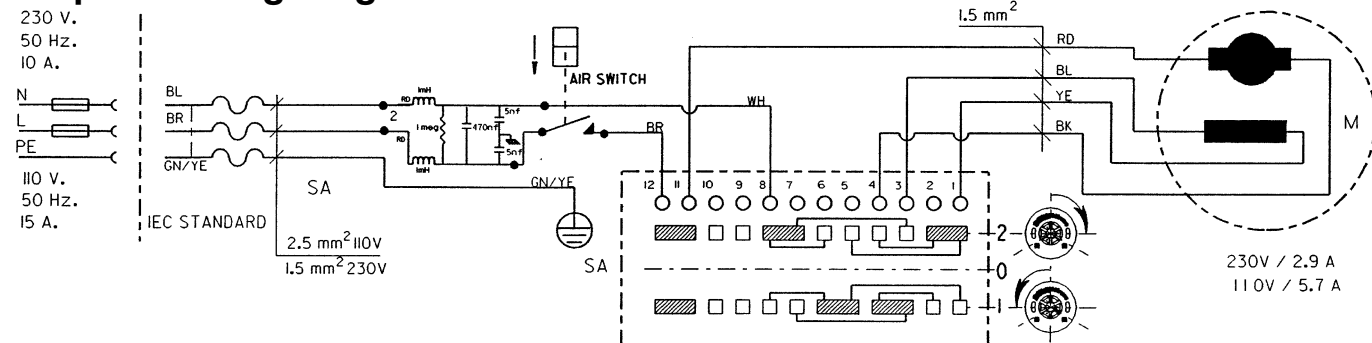 230 V.
50 Hz.
10 A.
N
L
PE
110 V.
50 Hz.
15 A.
BL
BR
GN/YE
IEC STANDARD
SA
2.5 mm² 110V
1.5 mm² 230V
2
RD
1mH
1 meg
470nf
5nf
5nf
RD
1mH
AIR SWITCH
GN/YE
BR
WH
SA
12 11 10 9 8 7 6 5 4 3 2 1
2
0
1
1.5 mm²
RD
BL
YE
BK
M
230V / 2.9 A
110V / 5.7 A